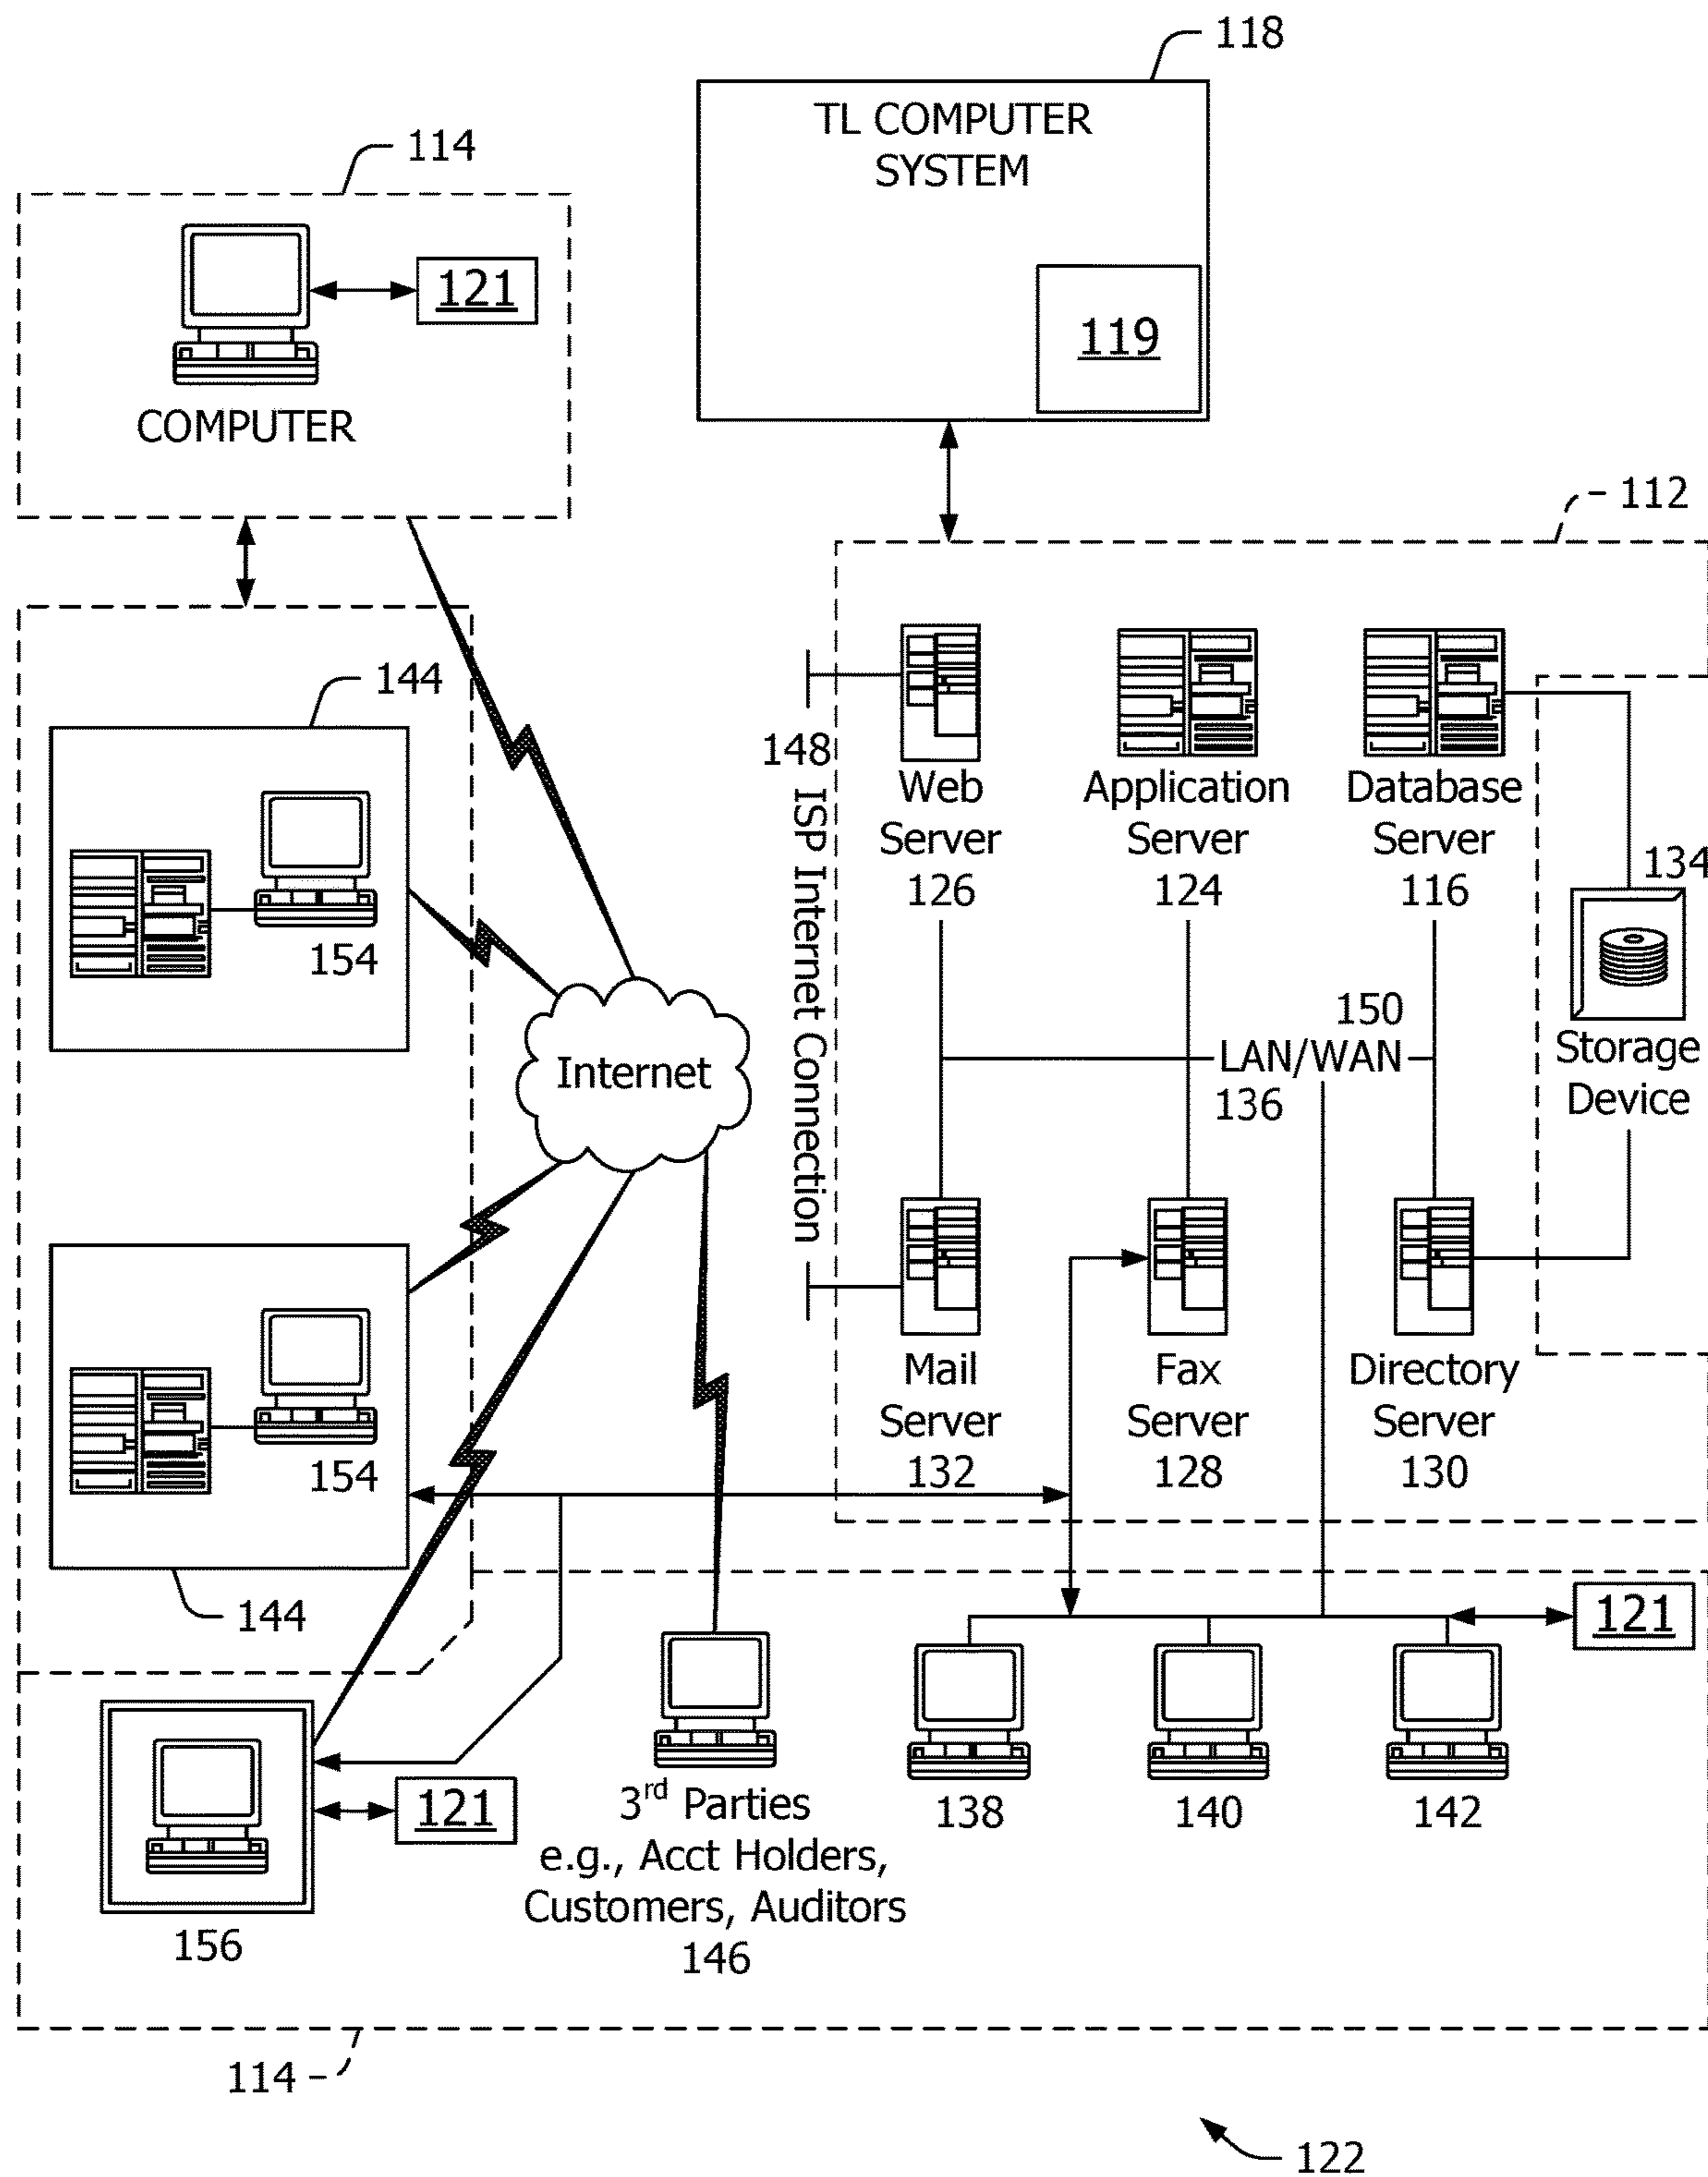 118
TL COMPUTER
SYSTEM
119
114
121
COMPUTER
112
144
154
148
ISP Internet Connection
Web
Server
126
Application
Server
124
Database
Server
116
134
Storage
Device
150
LAN/WAN
136
Internet
Mail
Server
132
Fax
Server
128
Directory
Server
130
154
144
121
156
121
3rd Parties
e.g., Acct Holders,
Customers, Auditors
146
138
140
142
114
122